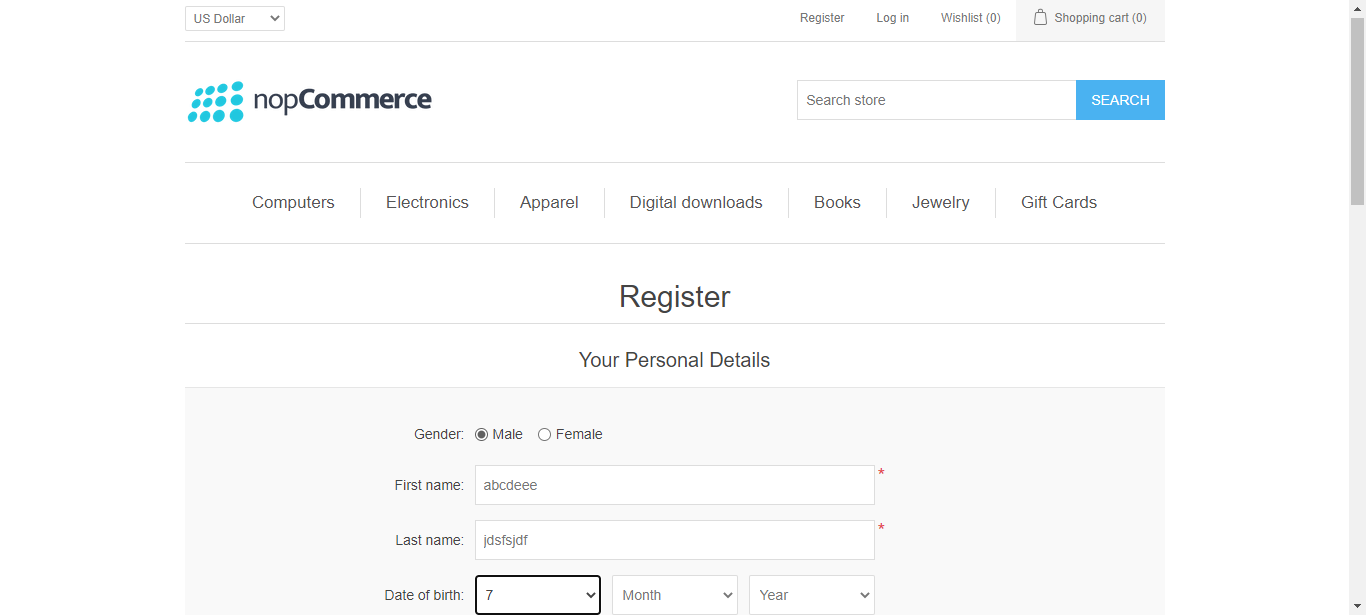 US Dollar Register Log in Wishlist (0) Shopping cart (0)
nopCommerce Search store SEARCH
Computers Electronics Apparel Digital downloads Books Jewelry Gift Cards
Register
Your Personal Details
Gender: Male Female
First name: abcdeee *
Last name: jdsfsjdf *
Date of birth: 7 Month Year